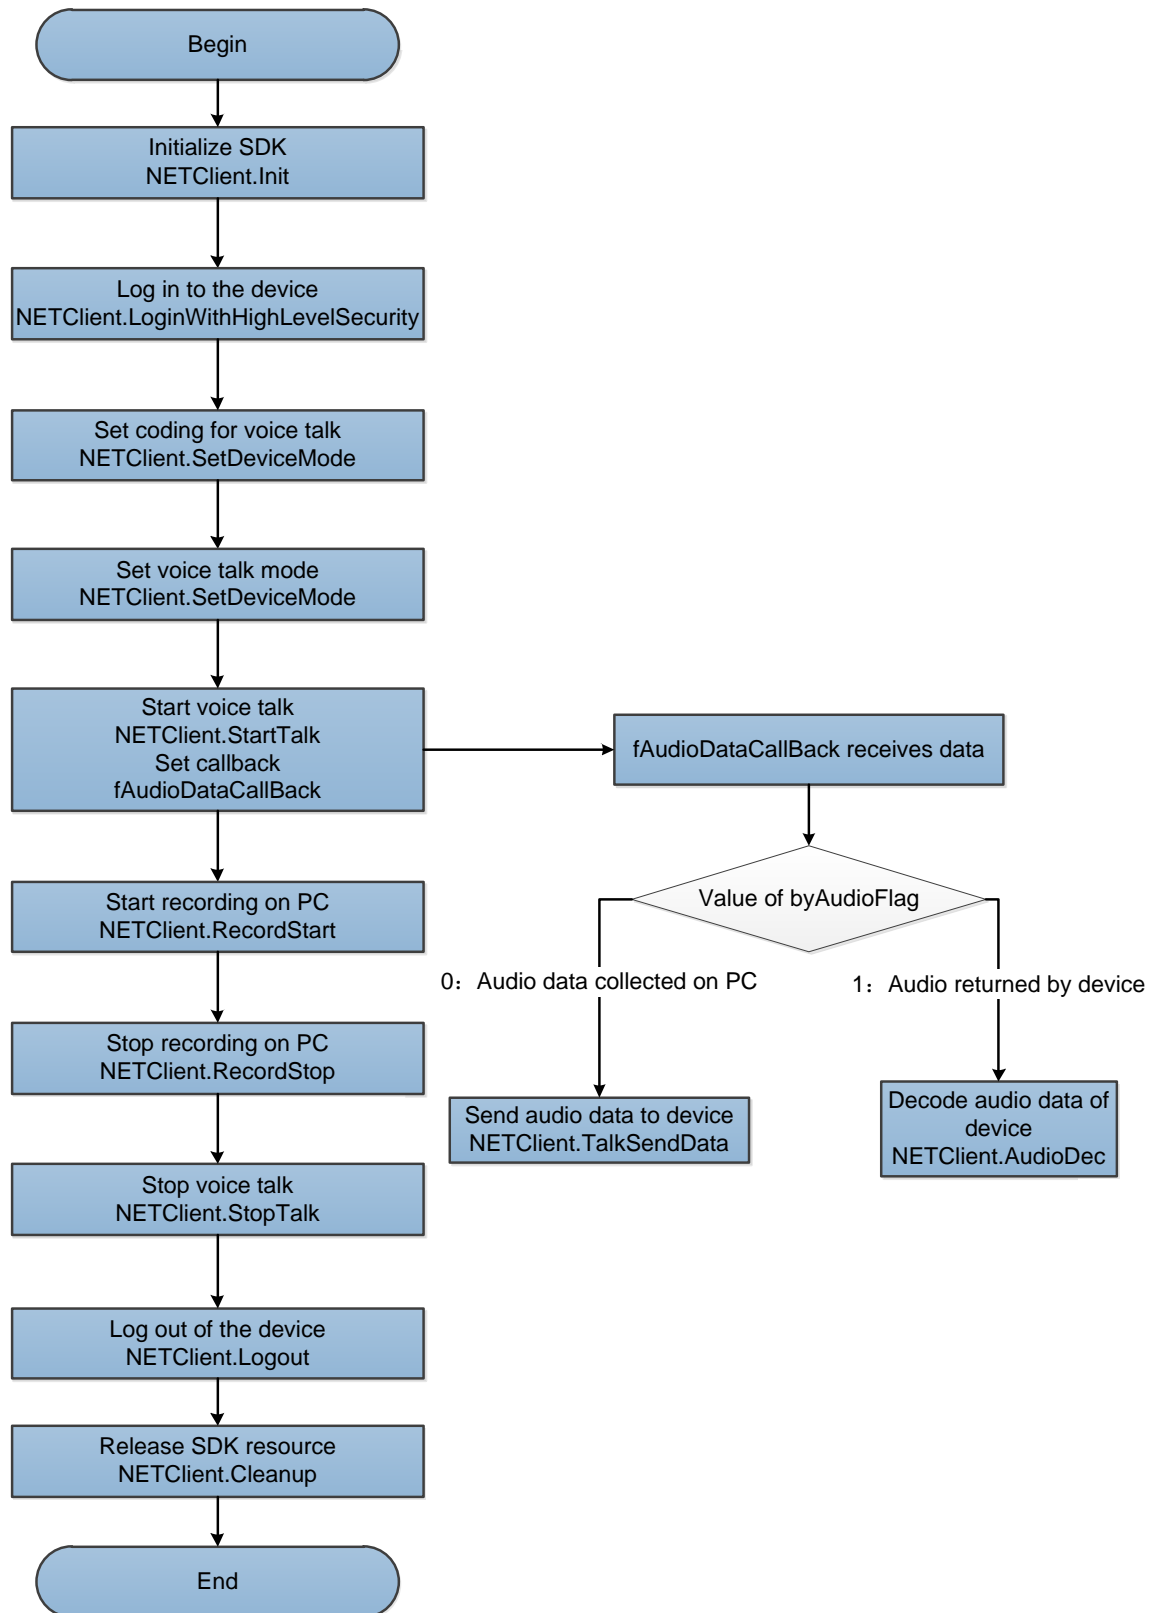 Begin
Initialize SDK
NETClient.Init
Log in to the device
NETClient.LoginWithHighLevelSecurity
Set coding for voice talk
NETClient.SetDeviceMode
Set voice talk mode
NETClient.SetDeviceMode
Start voice talk
NETClient.StartTalk
Set callback
fAudioDataCallBack
fAudioDataCallBack receives data
Value of byAudioFlag
0：Audio data collected on PC
1：Audio returned by device
Send audio data to device
NETClient.TalkSendData
Decode audio data of
device
NETClient.AudioDec
Start recording on PC
NETClient.RecordStart
Stop recording on PC
NETClient.RecordStop
Stop voice talk
NETClient.StopTalk
Log out of the device
NETClient.Logout
Release SDK resource
NETClient.Cleanup
End